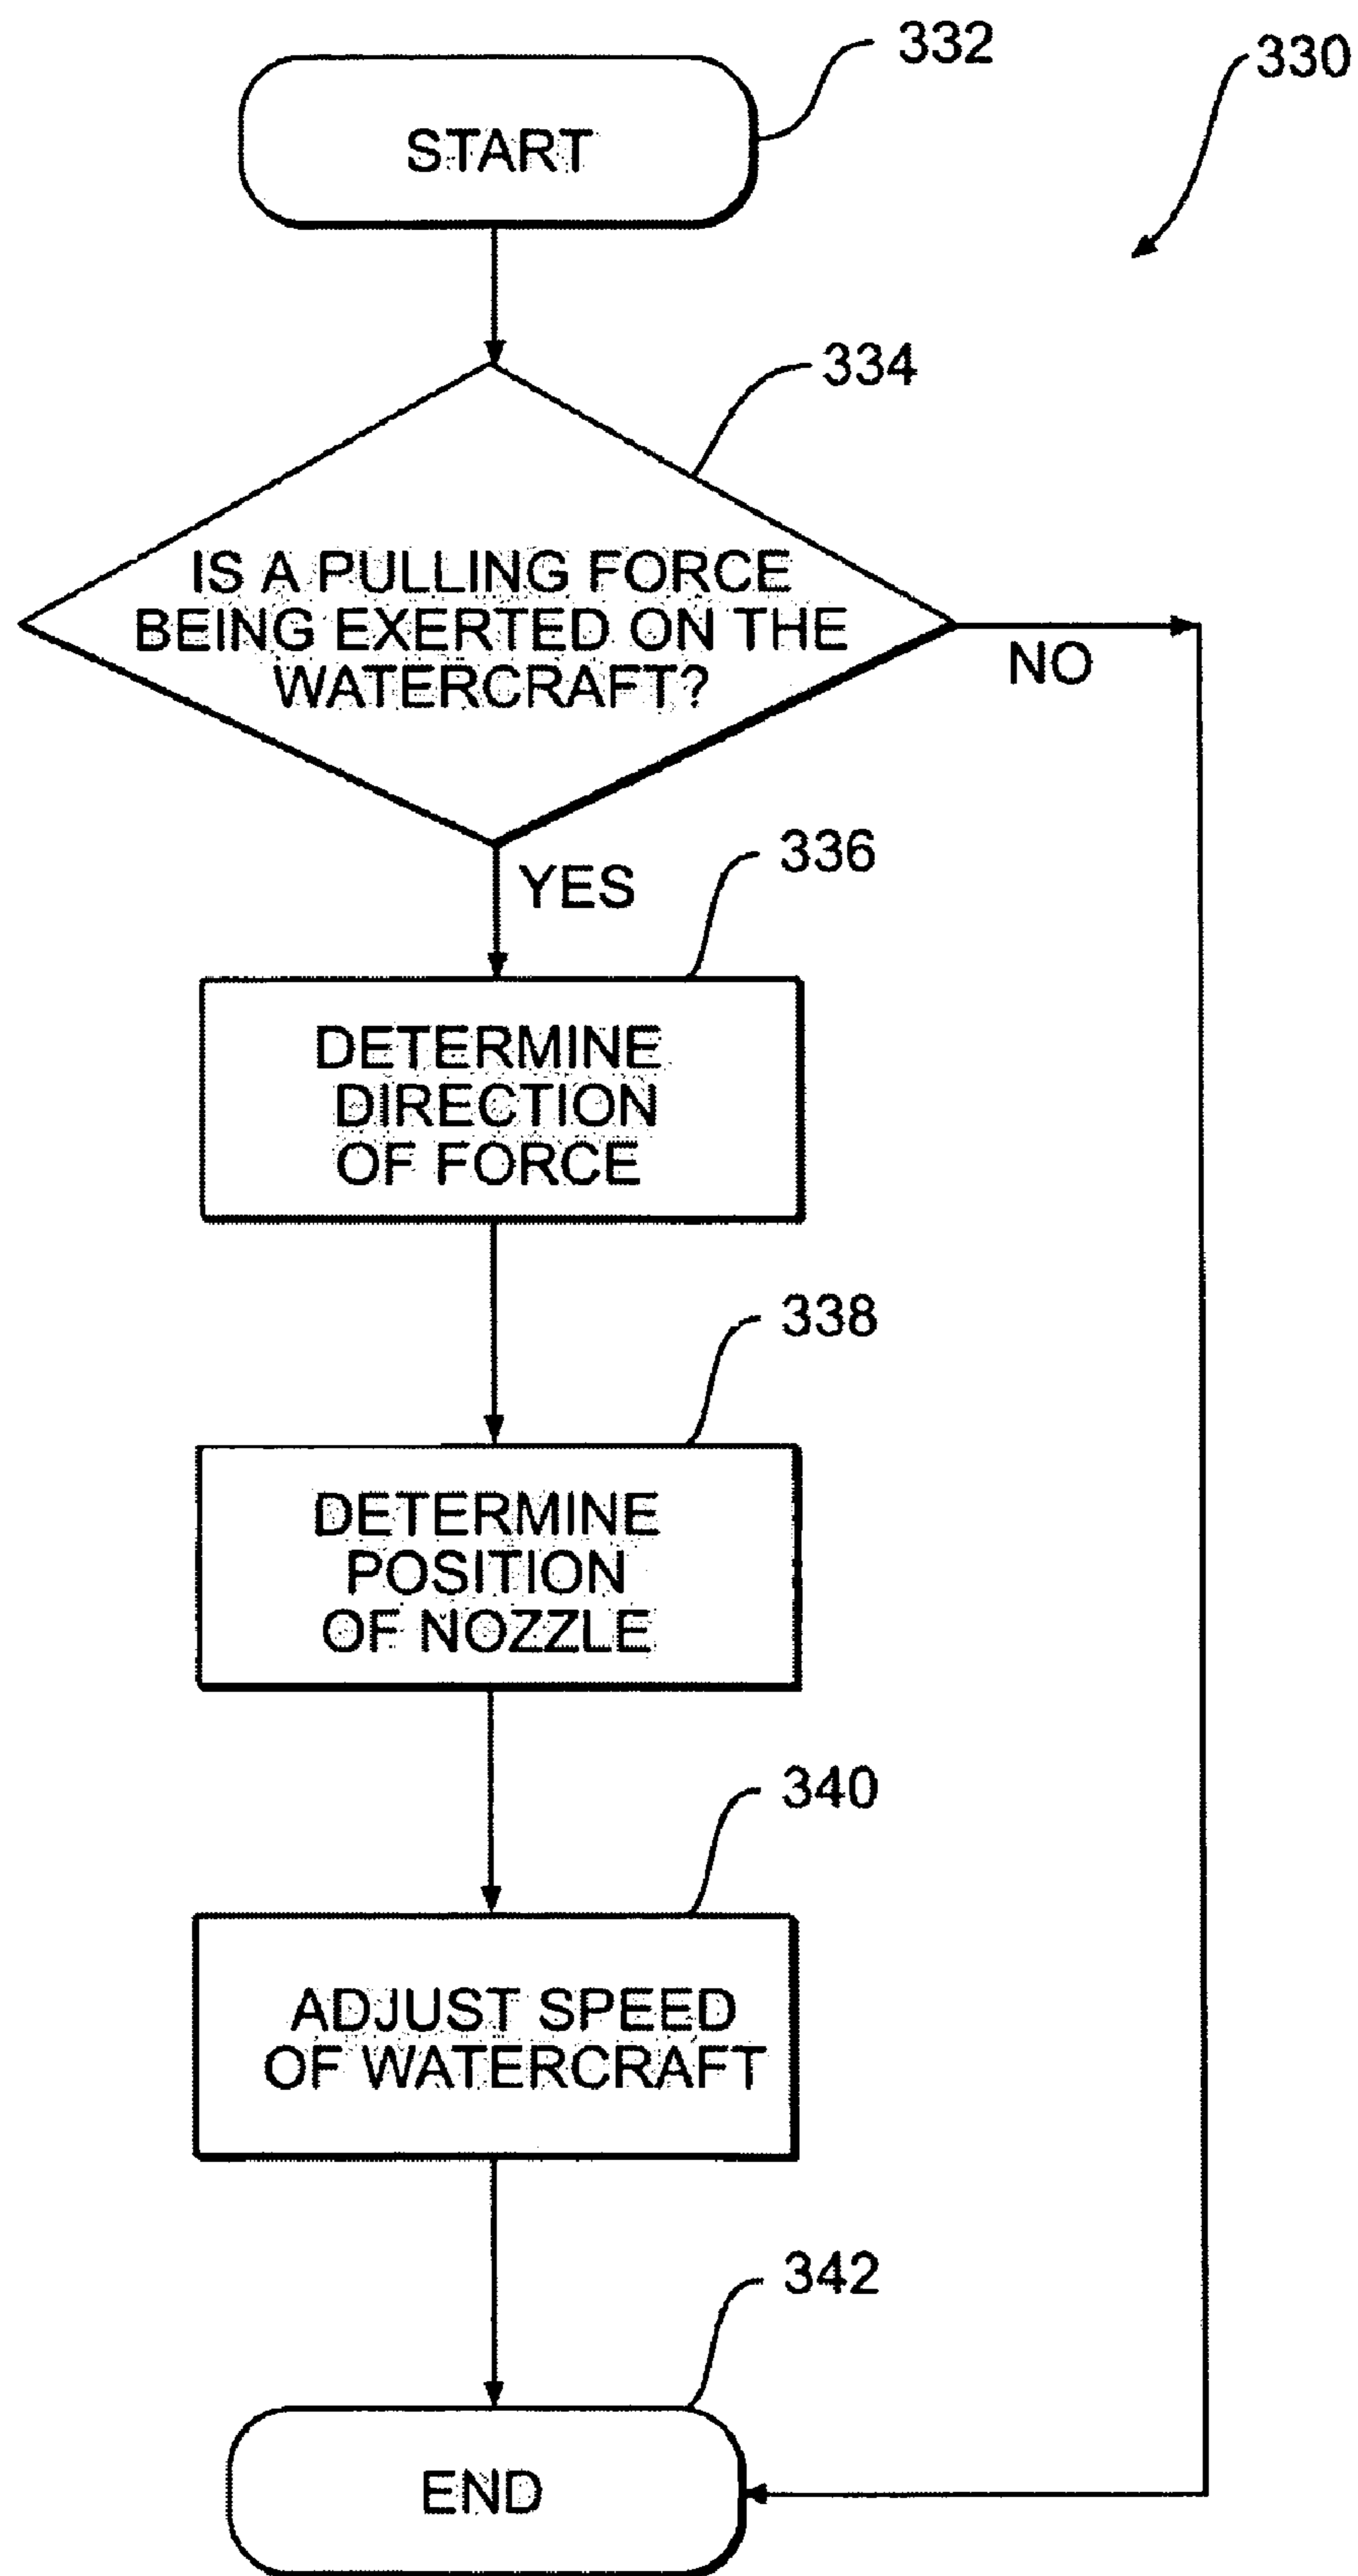 332
330
START
334
IS A PULLING FORCE
BEING EXERTED ON THE
WATERCRAFT?
NO
YES
336
DETERMINE
DIRECTION
OF FORCE
338
DETERMINE
POSITION
OF NOZZLE
340
ADJUST SPEED
OF WATERCRAFT
342
END